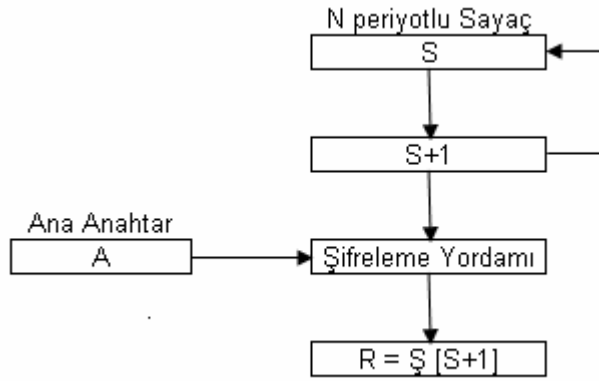 N periyotlu Sayaç
S
S+1
Ana Anahtar
A
Şifreleme Yordamı
R = Ş [S+1]